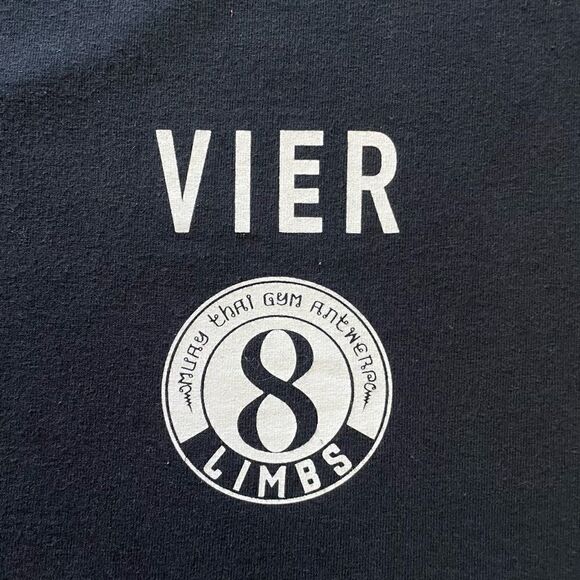 VIER
MUAY thAI GYM ANtWERP
8
LIMBS